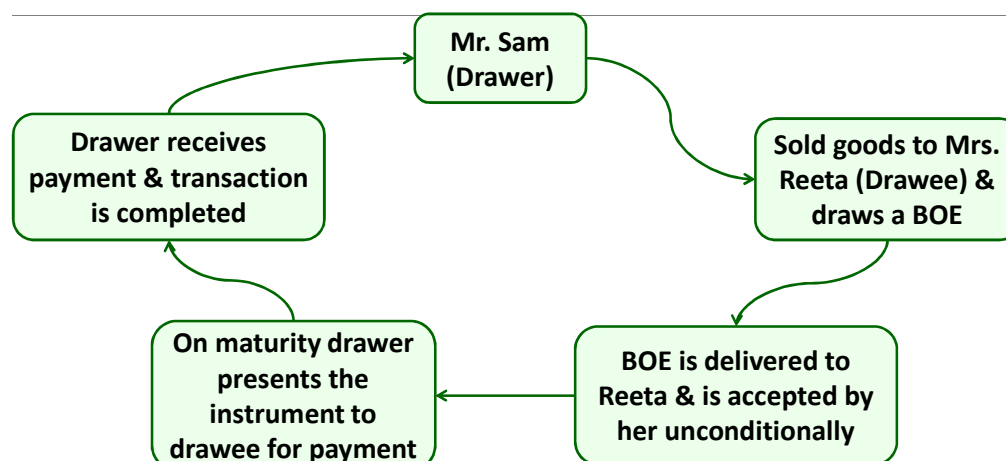 Mr. Sam
(Drawer)
Sold goods to Mrs.
Reeta (Drawee) &
draws a BOE
BOE is delivered to
Reeta & is accepted by
her unconditionally
On maturity drawer
presents the
instrument to
drawee for payment
Drawer receives
payment & transaction
is completed